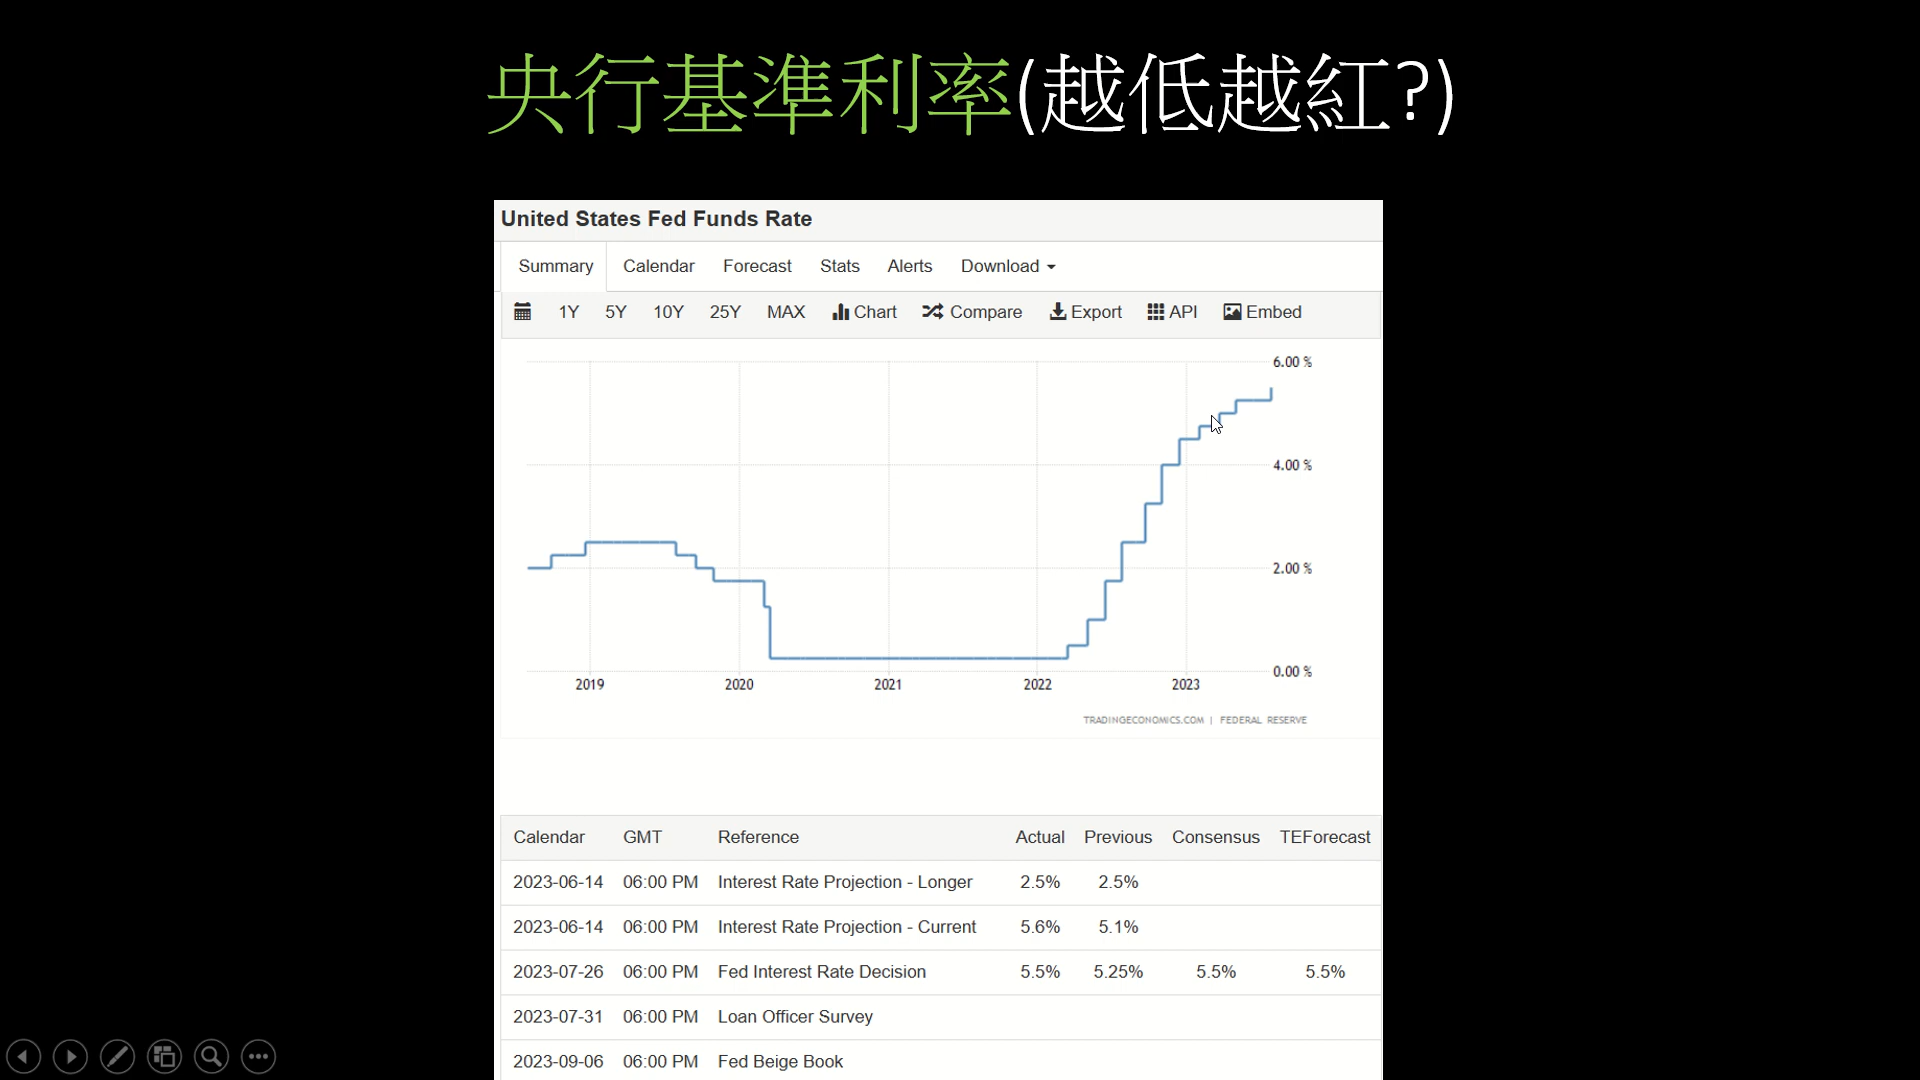 央行基準利率(越低越紅?)
United States Fed Funds Rate
Summary Calendar Forecast Stats Alerts Download
1Y 5Y 10Y 25Y MAX Chart Compare Export API Embed
6.00 %
4.00 %
2.00 %
0.00 %
2019 2020 2021 2022 2023
TRADINGECONOMICS.COM | FEDERAL RESERVE
Calendar GMT Reference Actual Previous Consensus TEForecast
2023-06-14 06:00 PM Interest Rate Projection - Longer 2.5% 2.5%
2023-06-14 06:00 PM Interest Rate Projection - Current 5.6% 5.1%
2023-07-26 06:00 PM Fed Interest Rate Decision 5.5% 5.25% 5.5% 5.5%
2023-07-31 06:00 PM Loan Officer Survey
2023-09-06 06:00 PM Fed Beige Book